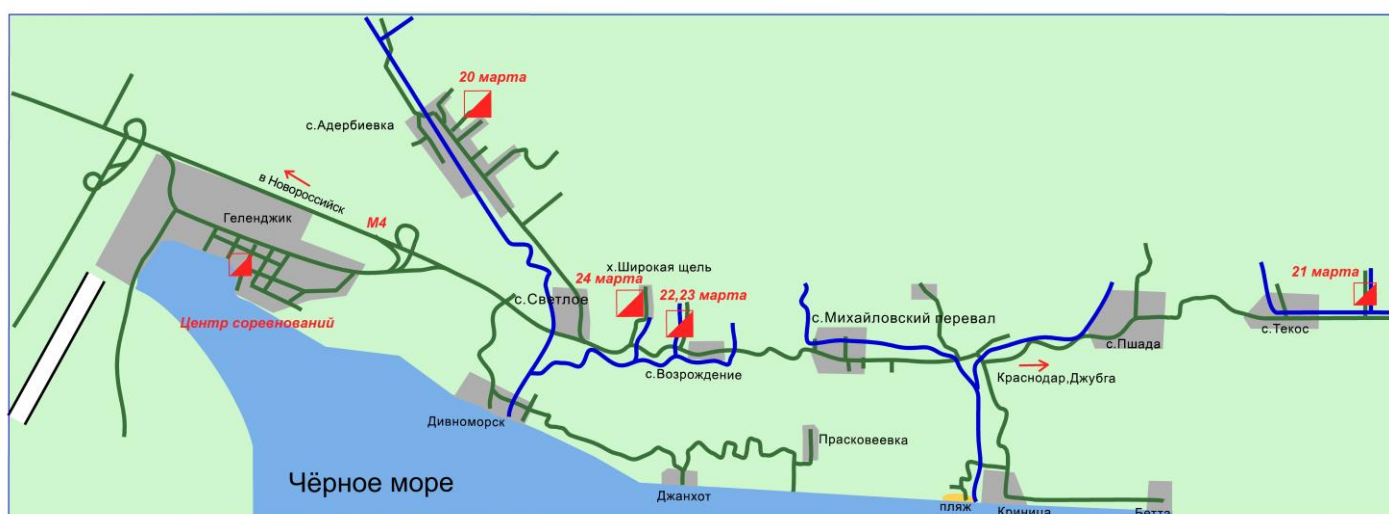 20 марта
с.Адербиевка
в Новороссийск
Геленджик
М4
х.Широкая щель
24 марта
21 марта
22,23 марта
с.Светлое
Центр соревнований
с.Михайловский перевал
с.Текос
с.Пшада
с.Возрождение
Краснодар,Джубга
Дивноморск
Прасковеевка
Чёрное море
Джанхот
пляж
Криница
Бетта